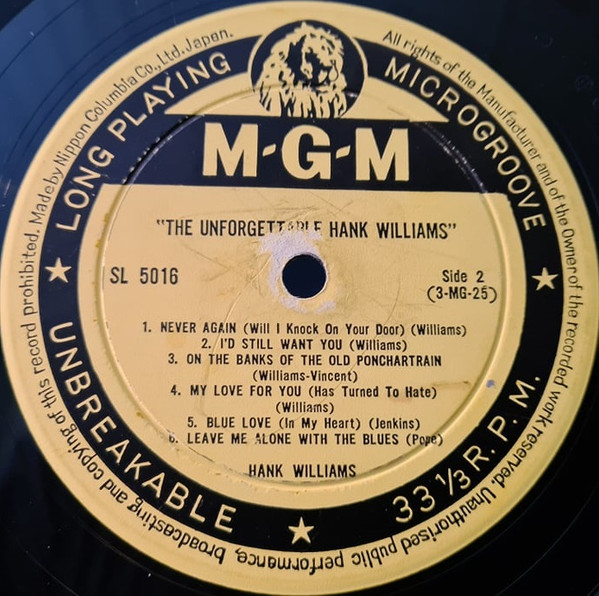 All rights of the Manufacturer and of the Owner of the recorded work reserved. Unauthorised public performance, broadcasting and copying of this record prohibited. Made by Nippon Columbia Co., Ltd. Japan.
LONG PLAYING
MICROGROOVE
M-G-M
"THE UNFORGETTABLE HANK WILLIAMS"
SL 5016
Side 2
(3-MG-25)
1. NEVER AGAIN (Will I Knock On Your Door) (Williams)
2. I'D STILL WANT YOU (Williams)
3. ON THE BANKS OF THE OLD PONCHARTRAIN
(Williams-Vincent)
4. MY LOVE FOR YOU (Has Turned To Hate)
(Williams)
5. BLUE LOVE (In My Heart) (Jenkins)
6. LEAVE ME ALONE WITH THE BLUES (Pope)
HANK WILLIAMS
UNBREAKABLE
33 1/3 R.P.M.